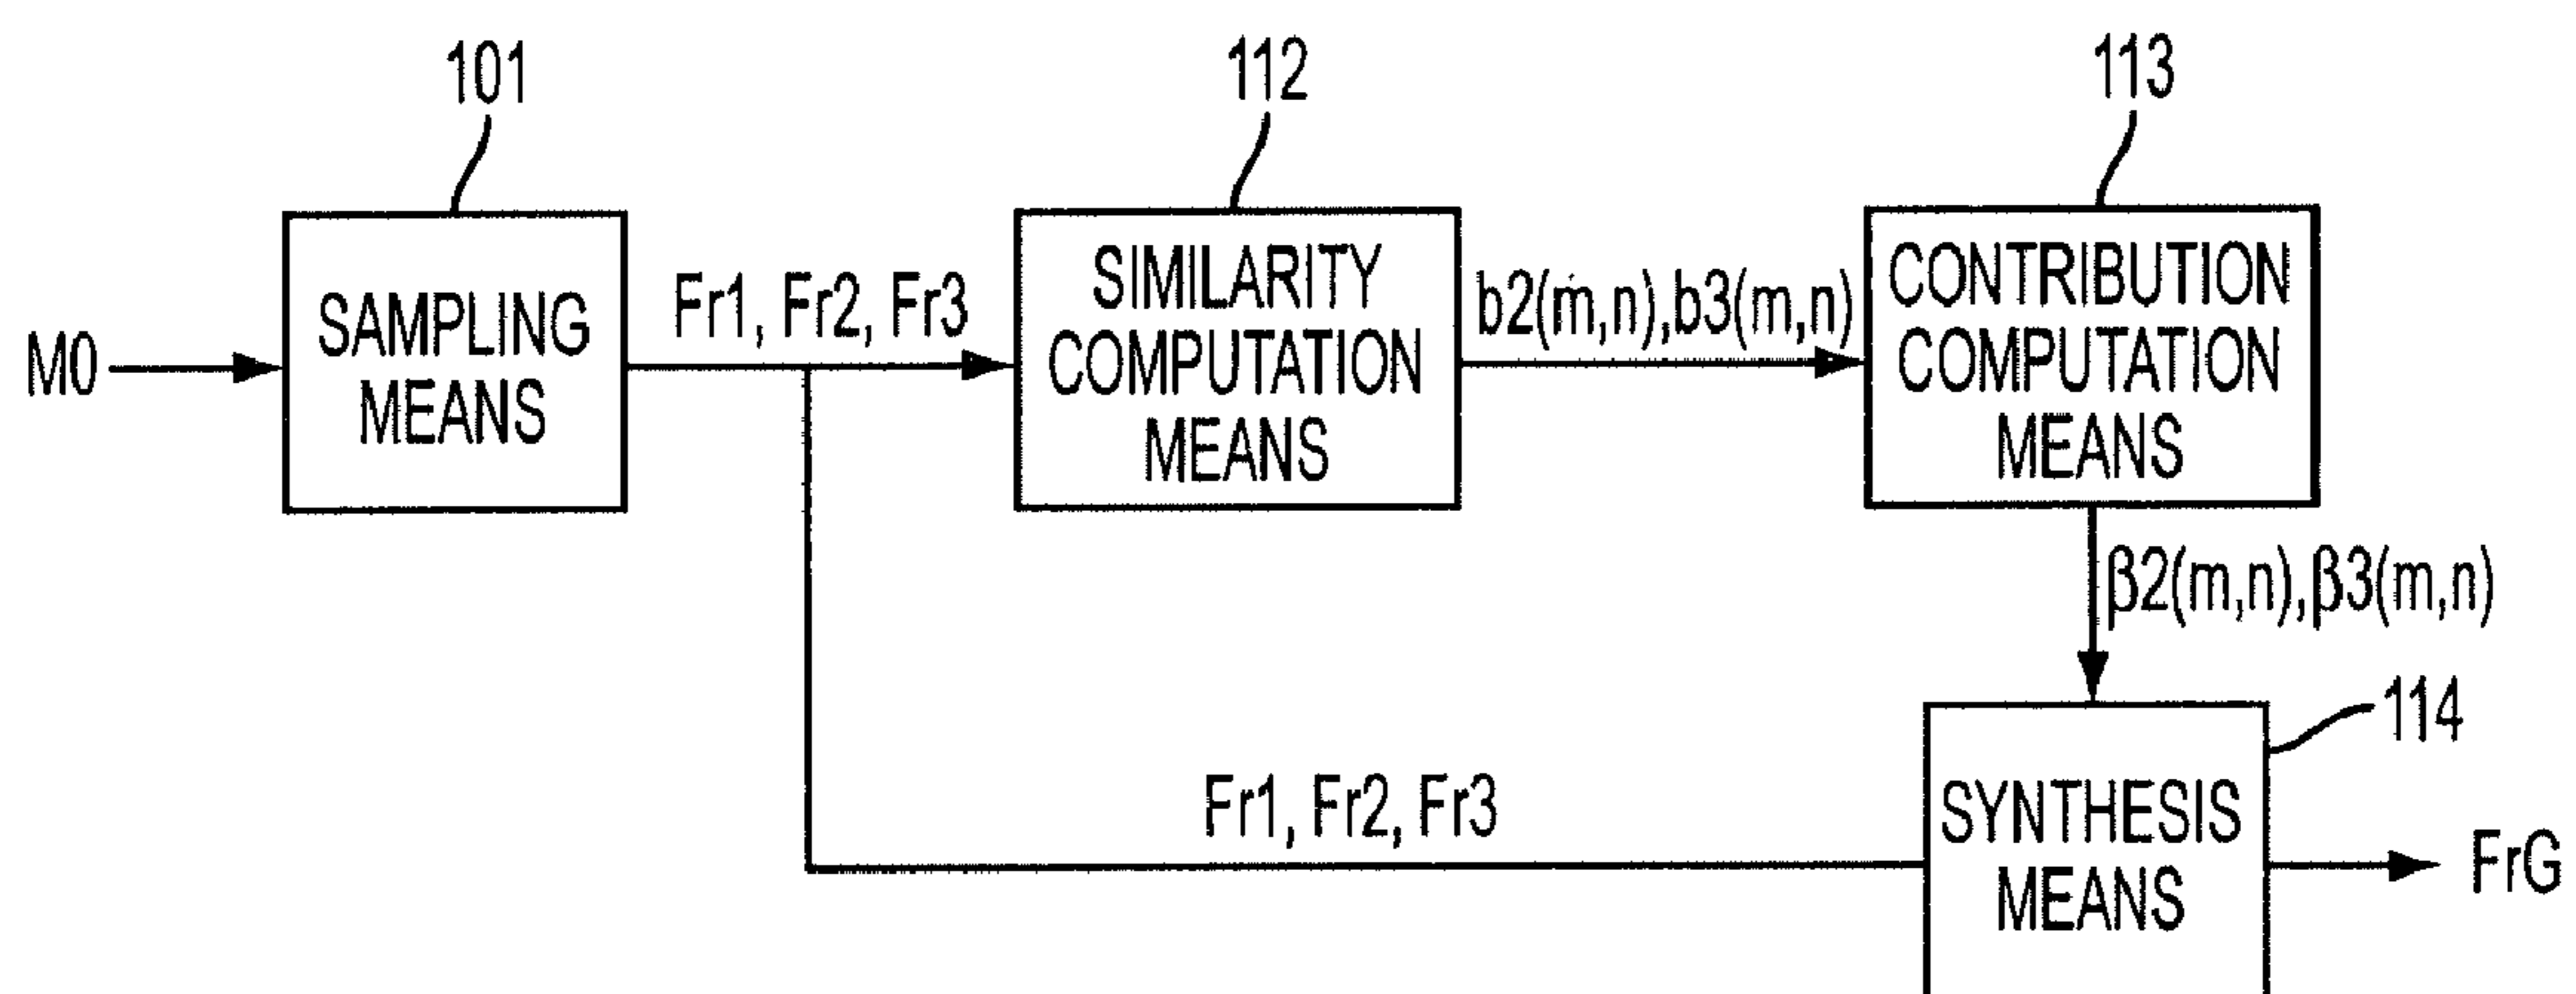 101
112
113
M0
SAMPLING
MEANS
Fr1, Fr2, Fr3
SIMILARITY
COMPUTATION
MEANS
b2(m,n),b3(m,n)
CONTRIBUTION
COMPUTATION
MEANS
β2(m,n),β3(m,n)
114
Fr1, Fr2, Fr3
SYNTHESIS
MEANS
FrG